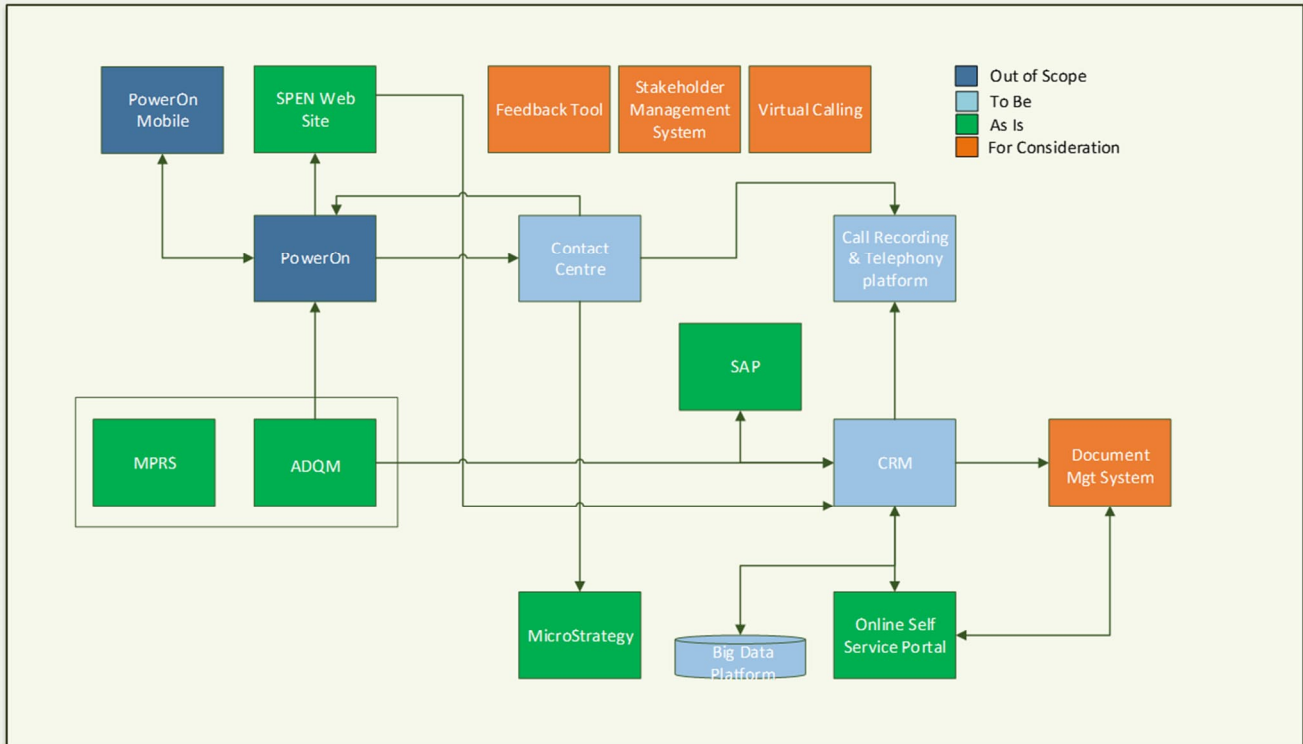 PowerOn
Mobile
SPEN Web
Site
Feedback Tool
Stakeholder
Management
System
Virtual Calling
Out of Scope
To Be
As Is
For Consideration
PowerOn
Contact
Centre
Call Recording
& Telephony
platform
SAP
MPRS
ADQM
CRM
Document
Mgt System
MicroStrategy
Big Data
Platform
Online Self
Service Portal